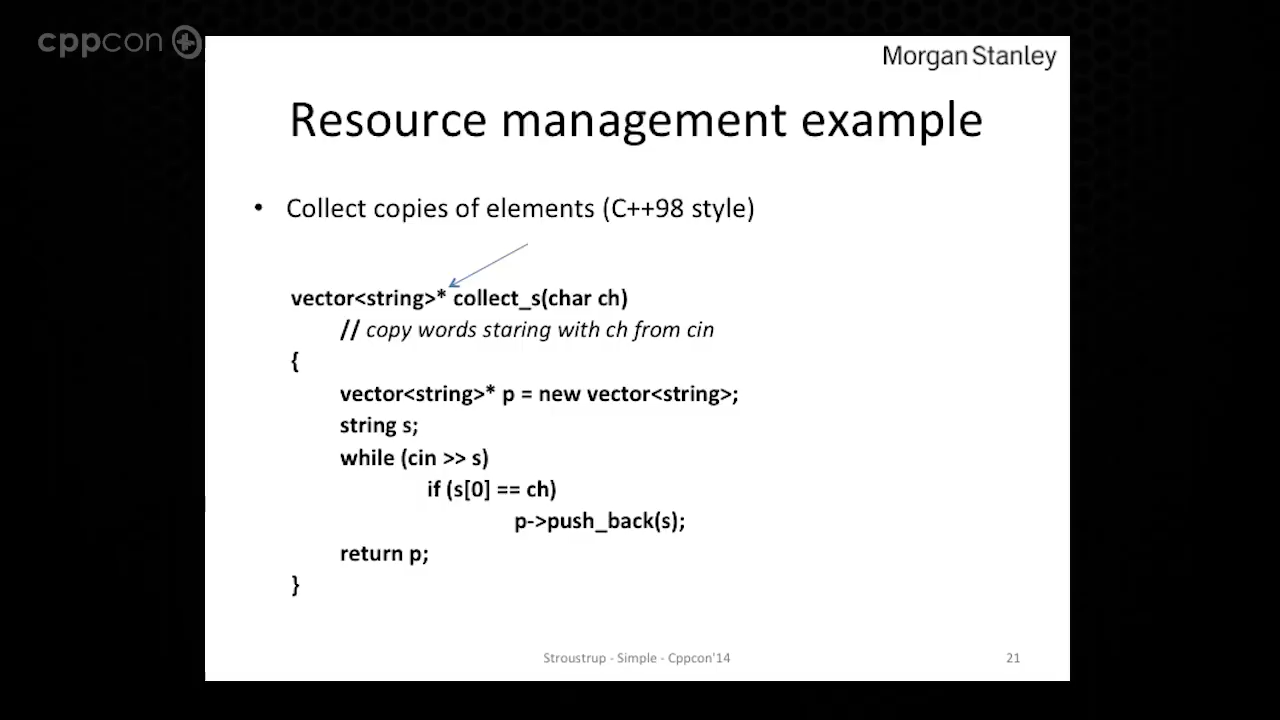 cppcon
Morgan Stanley
Resource management example
• Collect copies of elements (C++98 style)
vector<string>* collect_s(char ch)
// copy words staring with ch from cin
{
vector<string>* p = new vector<string>;
string s;
while (cin >> s)
if (s[0] == ch)
p->push_back(s);
return p;
}
Stroustrup - Simple - Cppcon'14
21